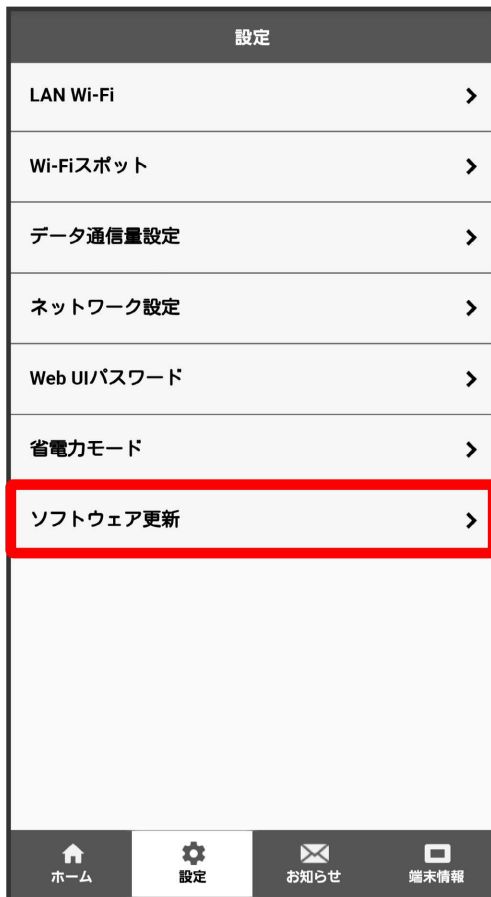 設定
LAN Wi-Fi
Wi-Fiスポット
データ通信量設定
ネットワーク設定
Web UIパスワード
省電力モード
ソフトウェア更新
ホーム
設定
お知らせ
端末情報